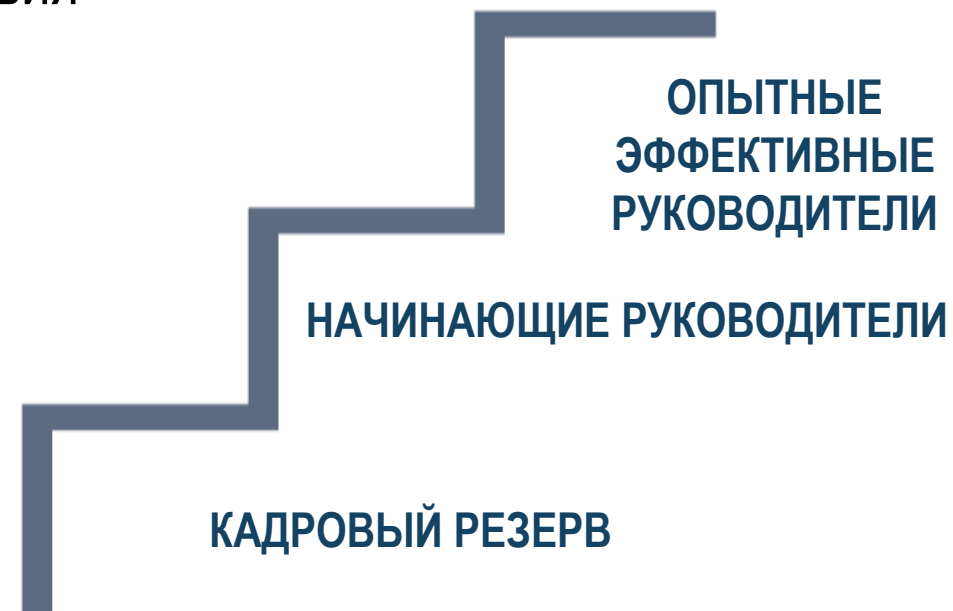 ОПЫТНЫЕ
ЭФФЕКТИВНЫЕ
РУКОВОДИТЕЛИ
НАЧИНАЮЩИЕ РУКОВОДИТЕЛИ
КАДРОВЫЙ РЕЗЕРВ